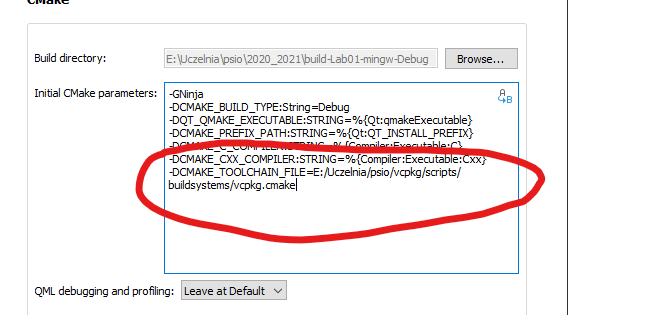 CMake
Build directory:
E:\Uczelnia\psio\2020_2021\build-Lab01-mingw-Debug
Browse...
Initial CMake parameters:
-GNinja
-DCMAKE_BUILD_TYPE:String=Debug
-DQT_QMAKE_EXECUTABLE:STRING=%{Qt:qmakeExecutable}
-DCMAKE_PREFIX_PATH:STRING=%{Qt:QT_INSTALL_PREFIX}
-DCMAKE_C_COMPILER:STRING=%{Compiler:Executable:C}
-DCMAKE_CXX_COMPILER:STRING=%{Compiler:Executable:Cxx}
-DCMAKE_TOOLCHAIN_FILE=E:/Uczelnia/psio/vcpkg/scripts/
buildsystems/vcpkg.cmake
QML debugging and profiling:
Leave at Default